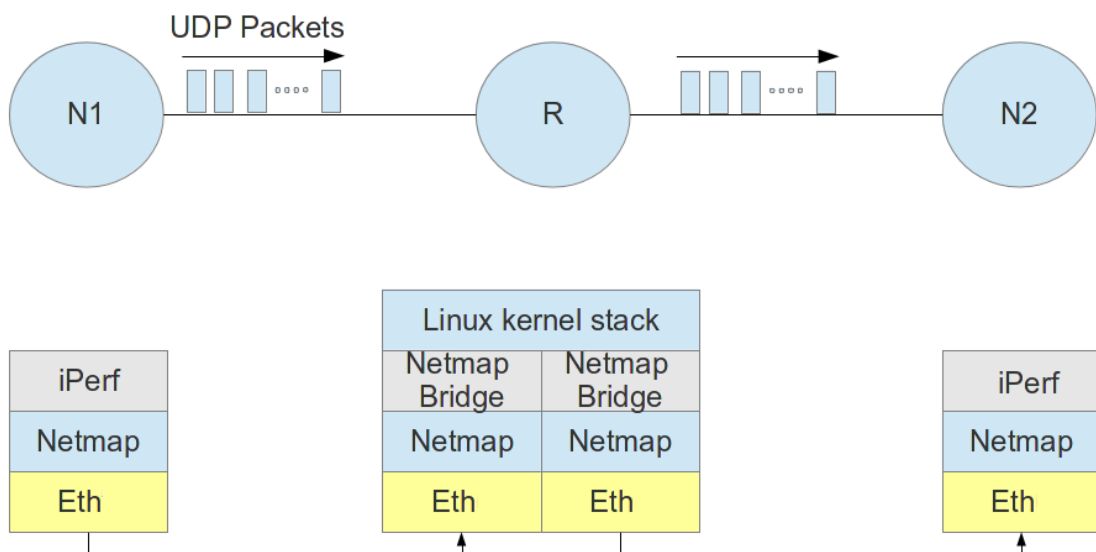 UDP Packets
N1
R
N2
Linux kernel stack
iPerf
Netmap
Bridge
Netmap
Bridge
iPerf
Netmap
Netmap
Netmap
Netmap
Eth
Eth
Eth
Eth